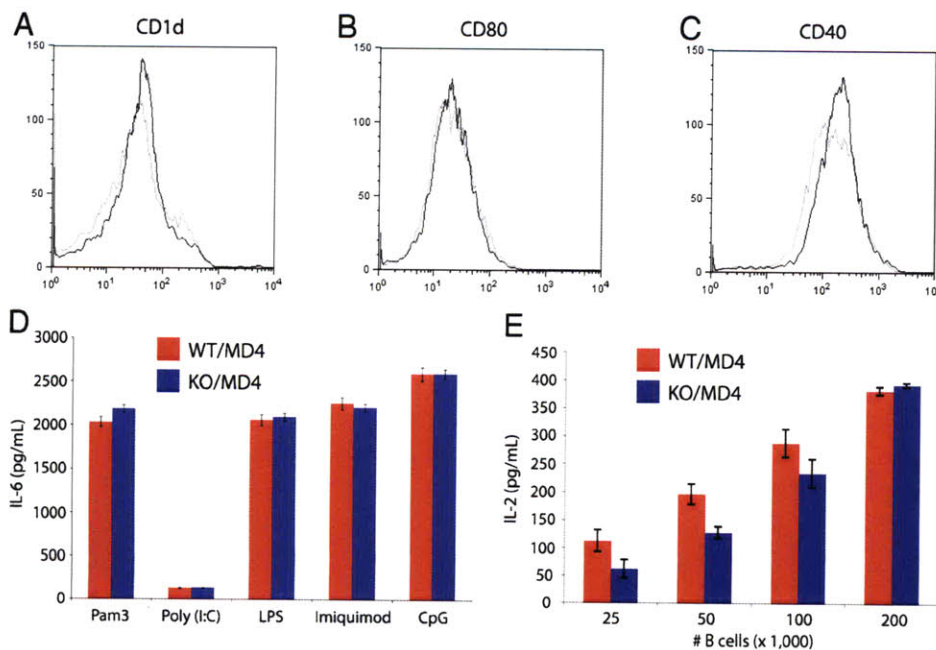 A CD1d
150
100
50
0
10^0 10^1 10^2 10^3 10^4
B CD80
150
100
50
0
10^0 10^1 10^2 10^3 10^4
C CD40
150
100
50
0
10^0 10^1 10^2 10^3 10^4
D
WT/MD4
KO/MD4
IL-6 (pg/mL)
3000
2500
2000
1500
1000
500
0
Pam3 Poly (I:C) LPS Imiquimod CpG
E
WT/MD4
KO/MD4
IL-2 (pg/mL)
450
400
350
300
250
200
150
100
50
0
25 50 100 200
# B cells (x 1,000)